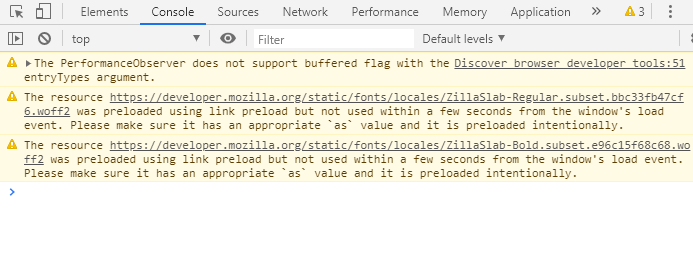 Elements Console Sources Network Performance Memory Application » 3
top Filter Default levels
The PerformanceObserver does not support buffered flag with the Discover browser developer tools:51
entryTypes argument.
The resource https://developer.mozilla.org/static/fonts/locales/ZillaSlab-Regular.subset.bbc33fb47cf
6.woff2 was preloaded using link preload but not used within a few seconds from the window's load
event. Please make sure it has an appropriate `as` value and it is preloaded intentionally.
The resource https://developer.mozilla.org/static/fonts/locales/ZillaSlab-Bold.subset.e96c15f68c68.wo
ff2 was preloaded using link preload but not used within a few seconds from the window's load event.
Please make sure it has an appropriate `as` value and it is preloaded intentionally.